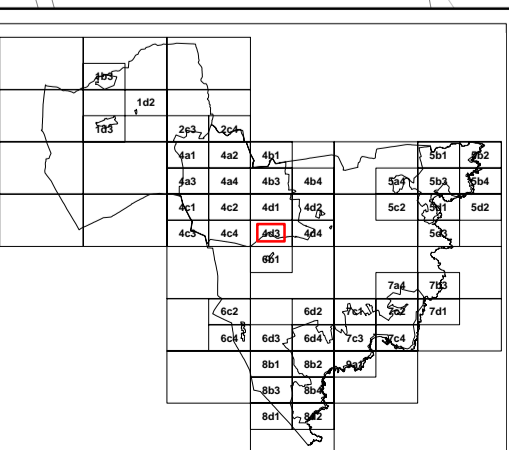 1b3
1d2
1d3 2c3 2c4
4a1 4a2 4b1 5b1 5b2
4a3 4a4 4b3 4b4 5a4 5b3 5b4
4c1 4c2 4d1 4d2 5c2 5d1 5d2
4c3 4c4 4d3 4d4 5d3
6b1
7a4 7b3
6c2 6d2 7c1 7c2 7d1
6c4 6d3 6d4 7c3 7c4
8b1 8b2 9a1
8b3 8b4
8d1 8d2